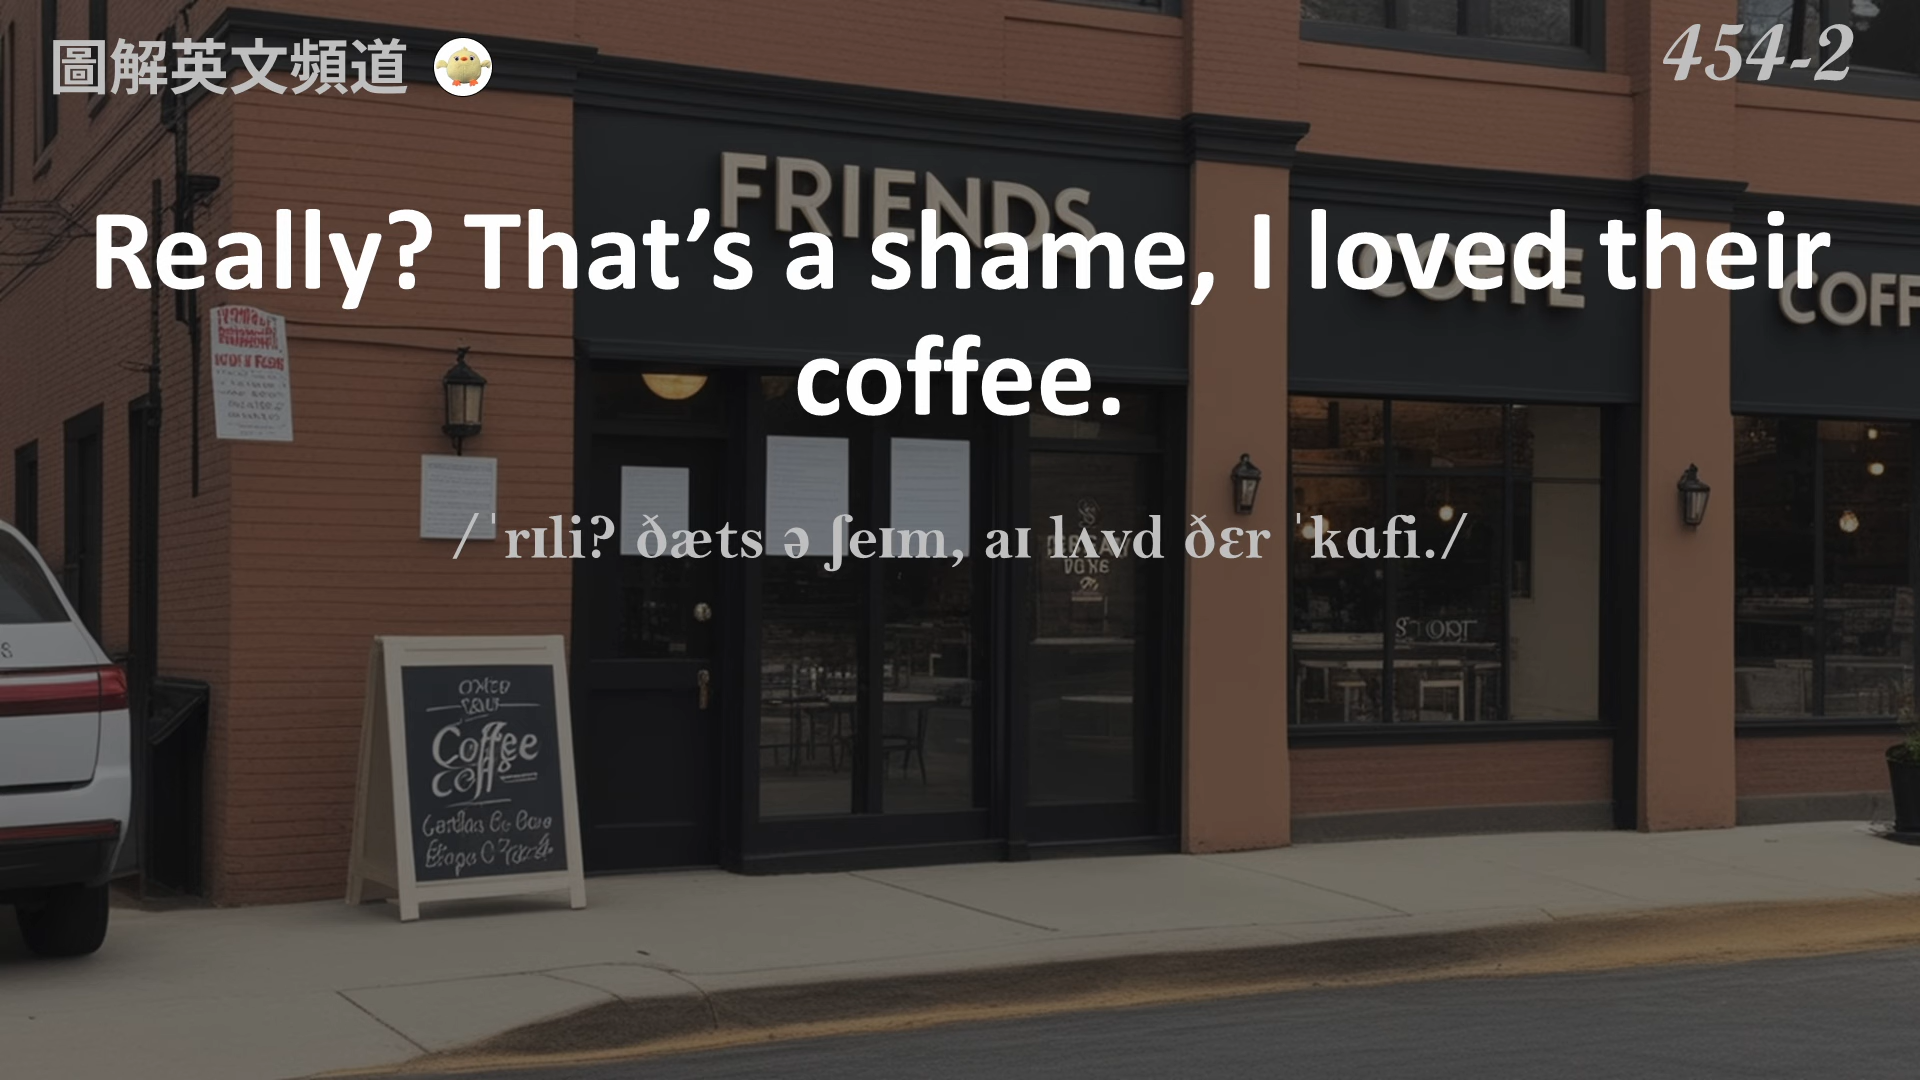 圖解英文頻道
454-2
FRIENDS
COFFE
COFF
Really? That’s a shame, I loved their
coffee.
/ˈrɪli? ðæts ə ʃeɪm, aɪ lʌvd ðɛr ˈkɑfi./
Coffee